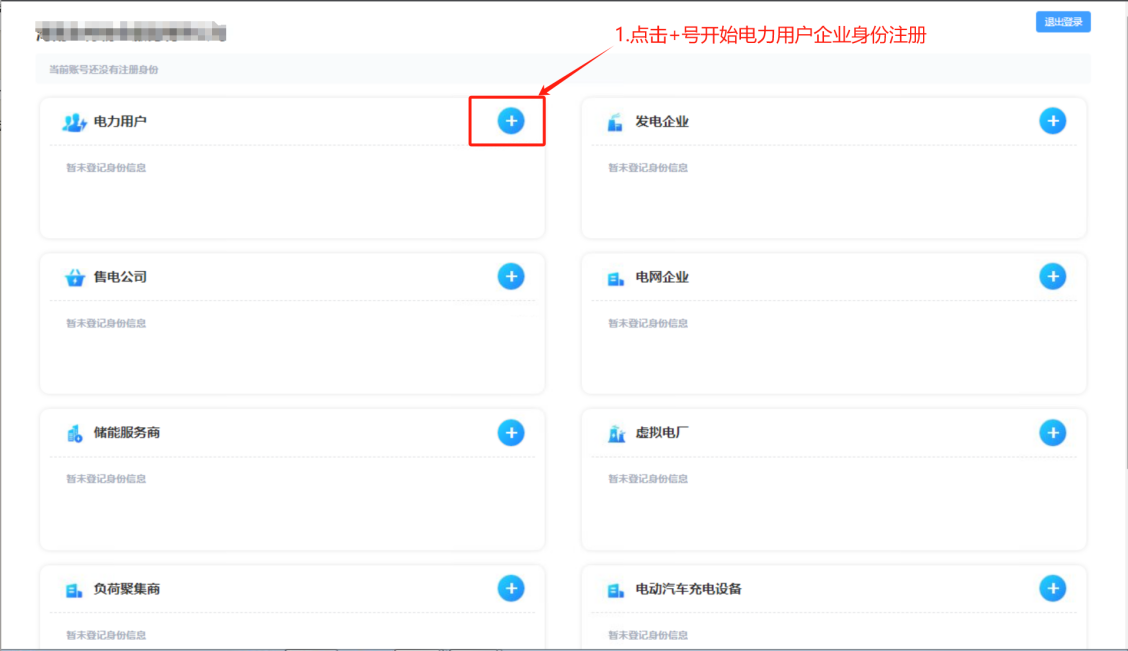 1.点击+号开始电力用户企业身份注册
退出登录
当前账号还没有注册身份
电力用户
发电企业
暂未登记身份信息
暂未登记身份信息
售电公司
电网企业
暂未登记身份信息
暂未登记身份信息
储能服务商
虚拟电厂
暂未登记身份信息
暂未登记身份信息
负荷聚集商
电动汽车充电设备
暂未登记身份信息
暂未登记身份信息